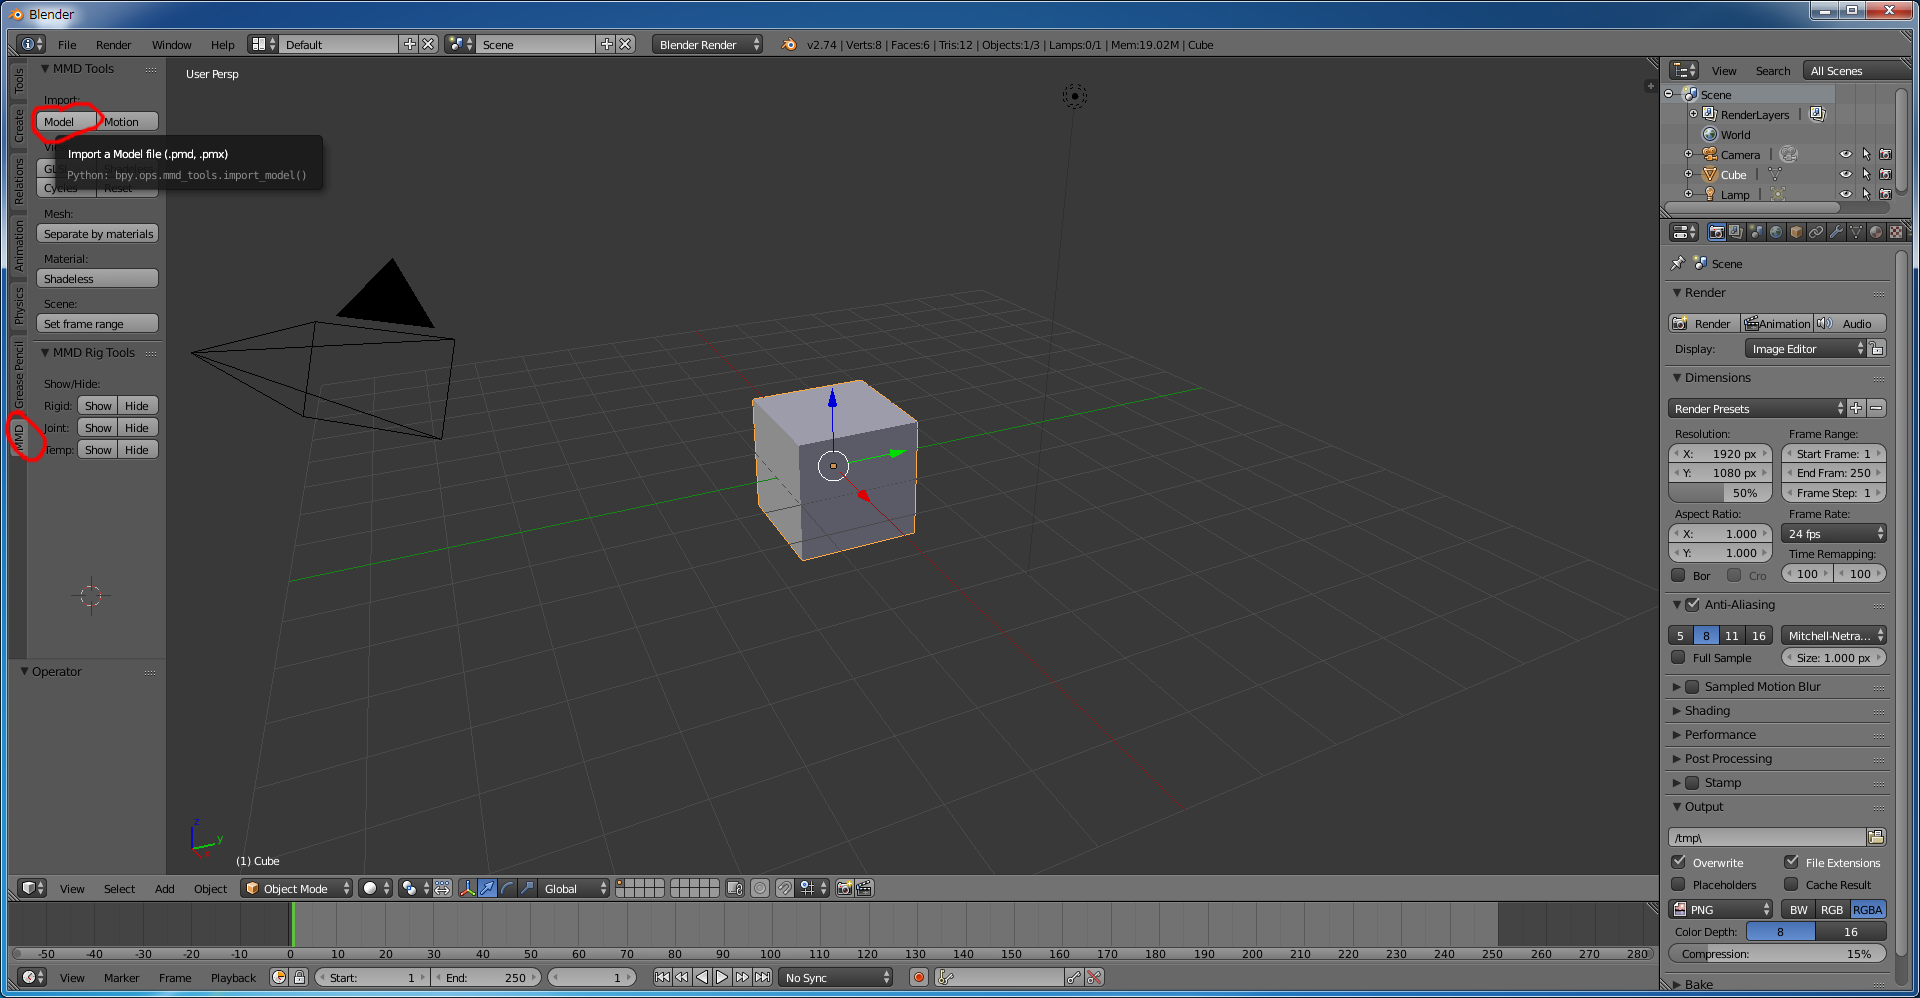 Blender
File Render Window Help Default Scene Blender Render v2.74 | Verts:8 | Faces:6 | Tris:12 | Objects:1/3 | Lamps:0/1 | Mem:19.02M | Cube
Tools
Create
Relations
Animation
Physics
Grease Pencil
MMD
MMD Tools
Import:
Model Motion
Import a Model file (.pmd, .pmx)
Python: bpy.ops.mmd_tools.import_model()
Cycles Reset
Mesh:
Separate by materials
Material:
Shadeless
Scene:
Set frame range
MMD Rig Tools
Show/Hide:
Rigid: Show Hide
Joint: Show Hide
Temp: Show Hide
Operator
User Persp
z
y
(1) Cube
View Select Add Object Object Mode Global
-50 -40 -30 -20 -10 0 10 20 30 40 50 60 70 80 90 100 110 120 130 140 150 160 170 180 190 200 210 220 230 240 250 260 270 280
View Marker Frame Playback Start: 1 End: 250 1 No Sync
View Search All Scenes
Scene
RenderLayers
World
Camera
Cube
Lamp
Scene
Render
Render Animation Audio
Display: Image Editor
Dimensions
Render Presets
Resolution: Frame Range:
X: 1920 px Start Frame: 1
Y: 1080 px End Fram: 250
50% Frame Step: 1
Aspect Ratio: Frame Rate:
X: 1.000 24 fps
Y: 1.000 Time Remapping:
Bor Cro 100 100
Anti-Aliasing
5 8 11 16 Mitchell-Netra...
Full Sample Size: 1.000 px
Sampled Motion Blur
Shading
Performance
Post Processing
Stamp
Output
/tmp\
Overwrite File Extensions
Placeholders Cache Result
PNG BW RGB RGBA
Color Depth: 8 16
Compression: 15%
Bake